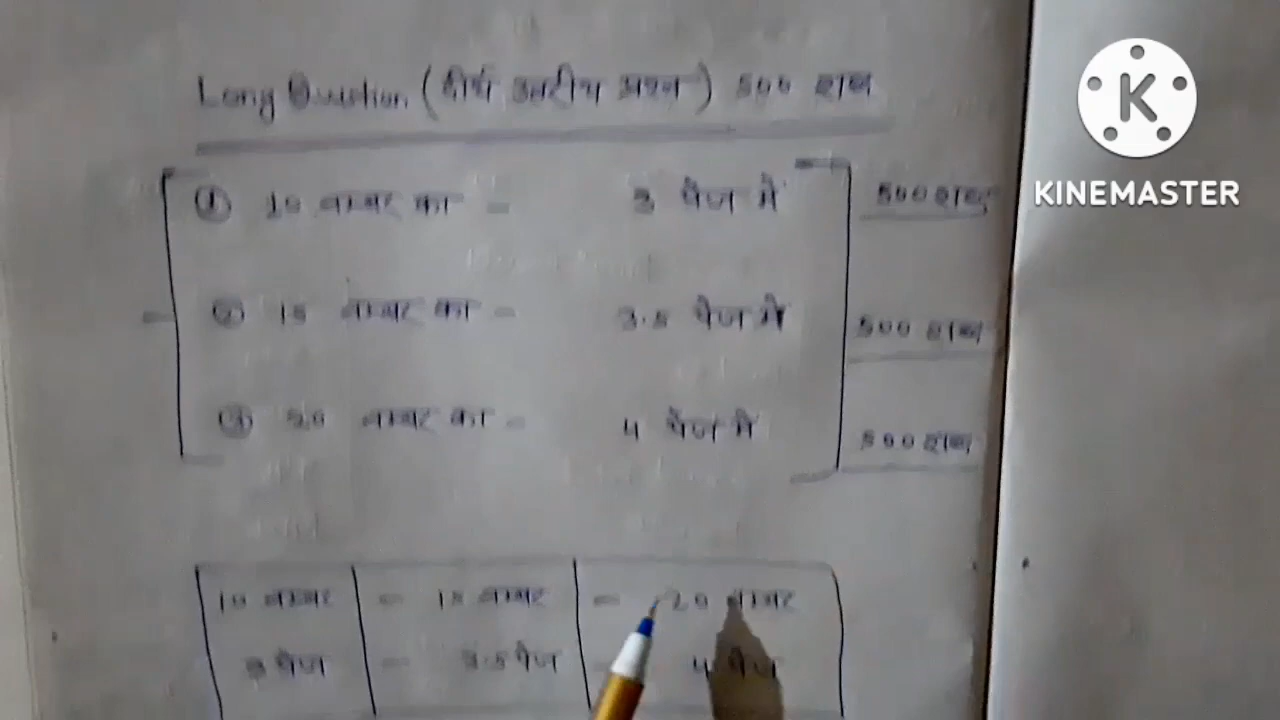 Long Question (दीर्घ उत्तरीय प्रश्न) 500 शब्द
① 10 नम्बर का - 3 पेज में 500 शब्द
② 15 नम्बर का - 3.5 पेज में 500 शब्द
③ 20 नम्बर का - 4 पेज में 500 शब्द
10 नम्बर - 15 नम्बर - 20 नम्बर
3 पेज - 3.5 पेज - 4 पेज
KINEMASTER